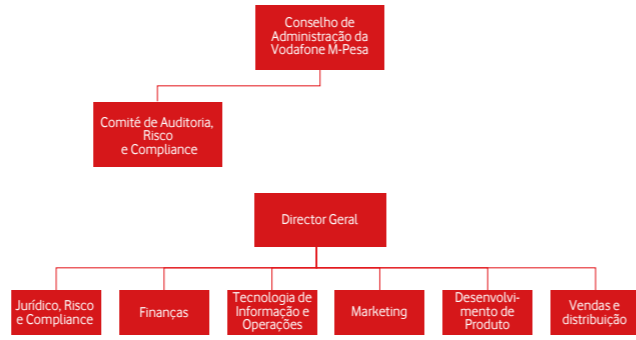 Conselho de
Administração da
Vodafone M-Pesa
Comité de Auditoria,
Risco
e Compliance
Director Geral
Jurídico, Risco
e Compliance
Finanças
Tecnologia de
Informação e
Operações
Marketing
Desenvolvi-
mento de
Produto
Vendas e
distribuição